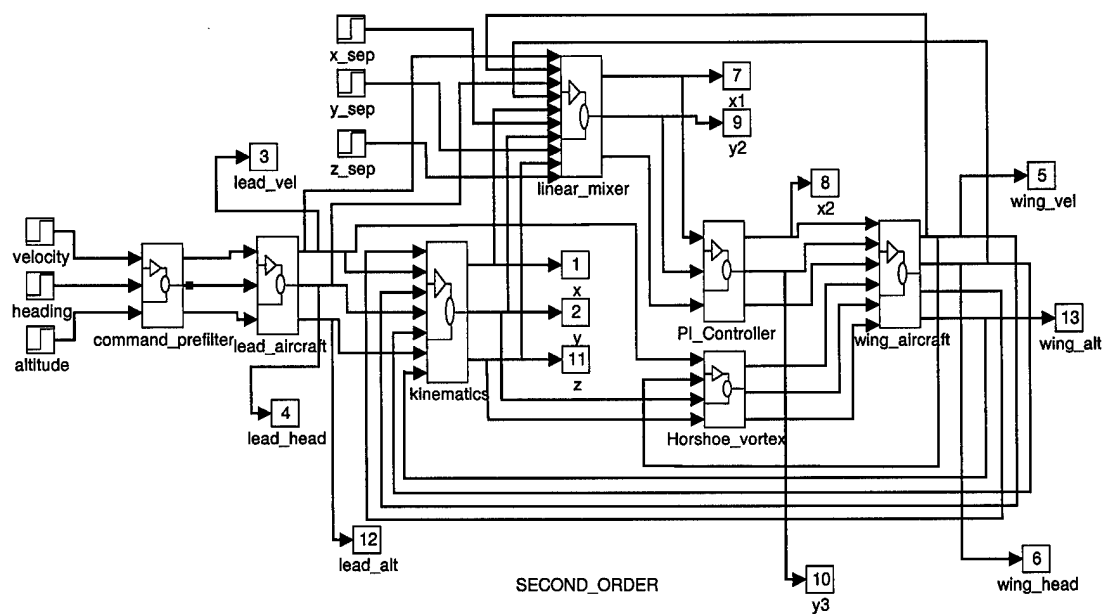 x_sep
y_sep
z_sep
linear_mixer
7
x1
9
y2
3
lead_vel
8
x2
5
wing_vel
velocity
heading
altitude
command_prefilter
lead_aircraft
kinematics
1
x
2
y
11
z
PI_Controller
wing_aircraft
13
wing_alt
Horshoe_vortex
4
lead_head
12
lead_alt
SECOND_ORDER
10
y3
6
wing_head